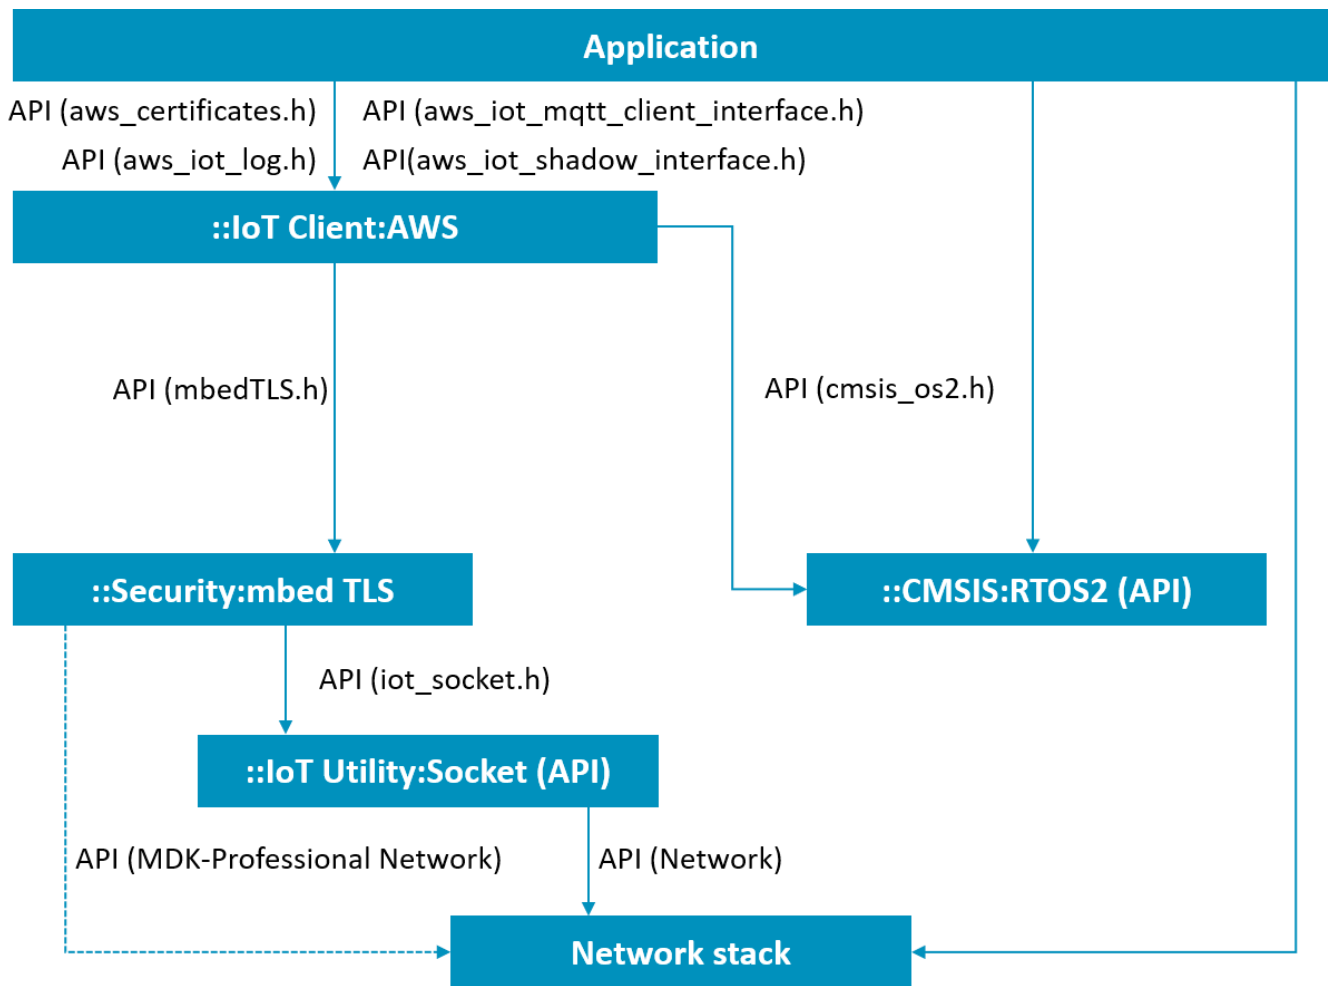 Application
API (aws_certificates.h)
API (aws_iot_mqtt_client_interface.h)
API (aws_iot_log.h)
API(aws_iot_shadow_interface.h)
::IoT Client:AWS
API (mbedTLS.h)
API (cmsis_os2.h)
::Security:mbed TLS
::CMSIS:RTOS2 (API)
API (iot_socket.h)
::IoT Utility:Socket (API)
API (MDK-Professional Network)
API (Network)
Network stack